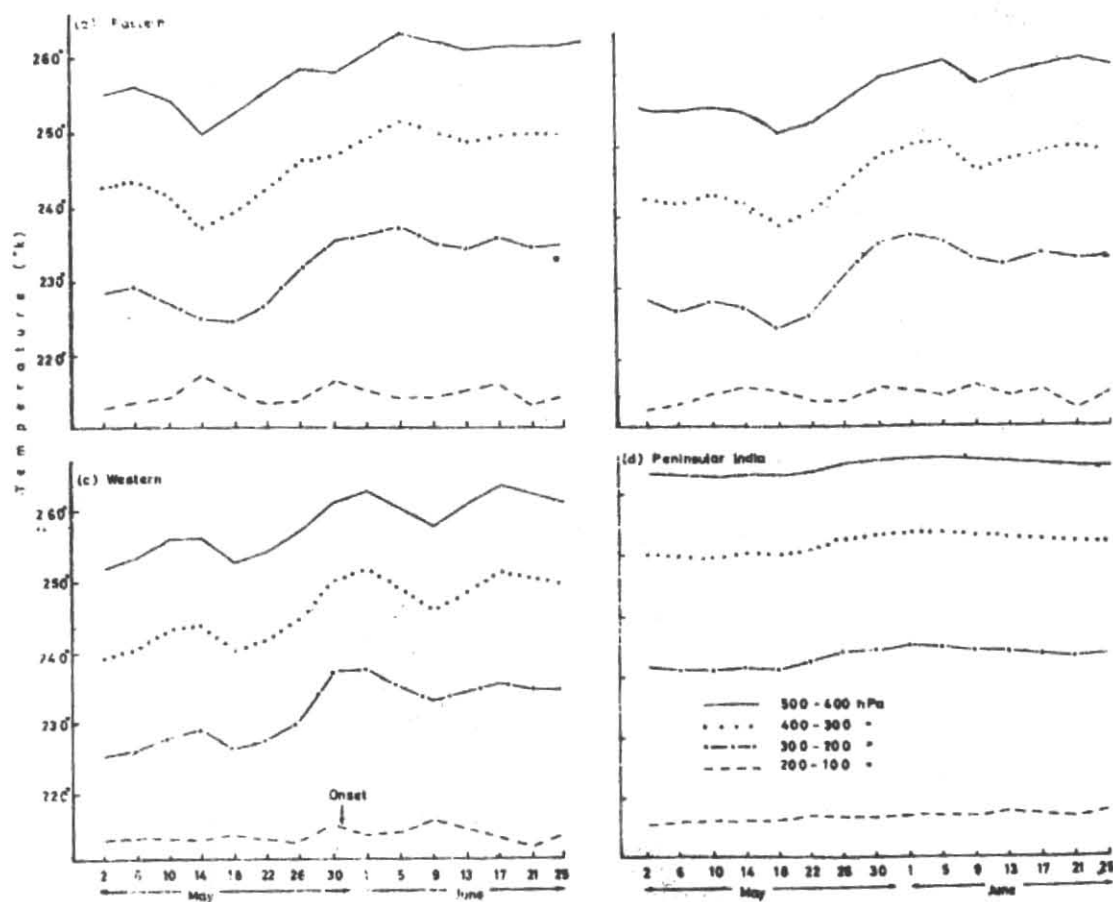 (a) Eastern
Temperature (°k)
260°
250°
240°
230°
220°
(c) Western
260°
250°
240°
230°
220°
Onset
2 6 10 14 18 22 26 30 1 5 9 13 17 21 25
May June
(d) Peninsular India
500-400 hPa
400-300 "
300-200 "
200-100 "
2 6 10 14 18 22 26 30 1 5 9 13 17 21 25
May June